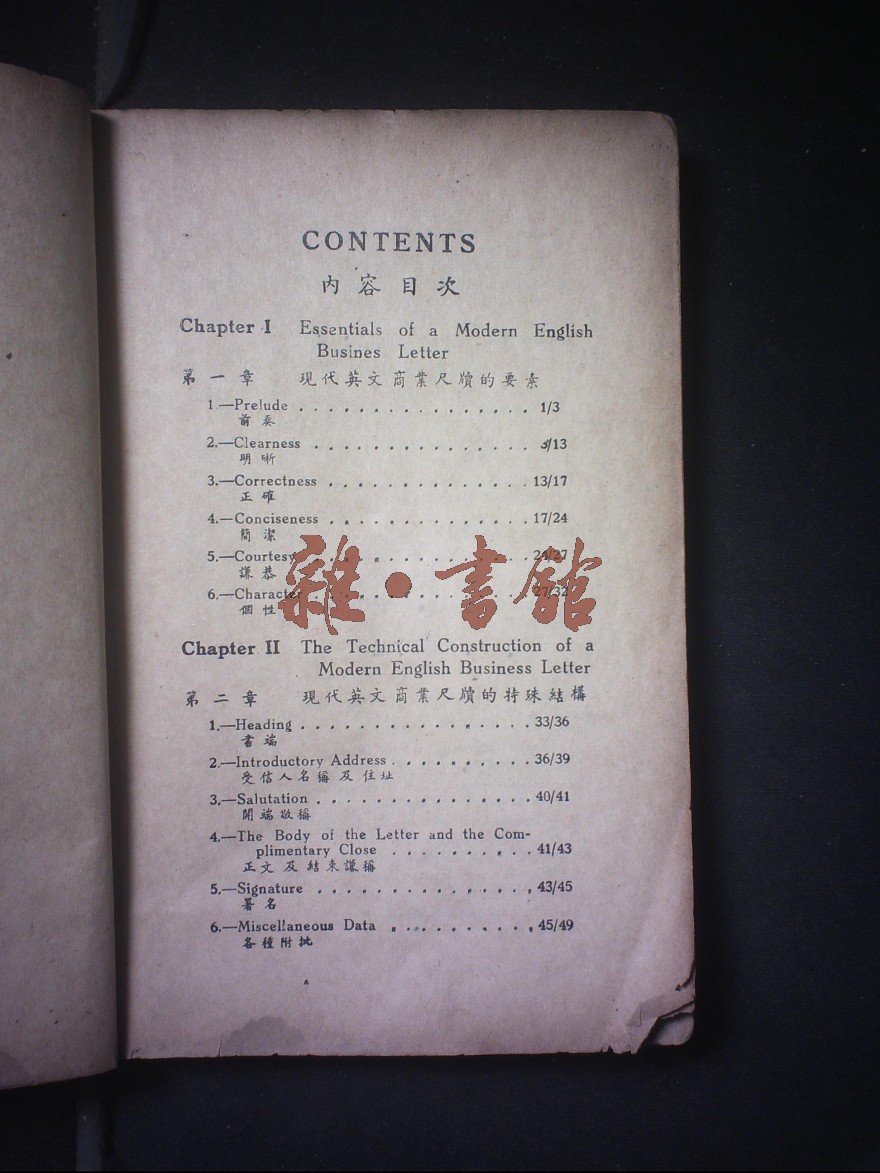 CONTENTS
內容目次
Chapter I Essentials of a Modern English
Busines Letter
第一章 現代英文商業尺牘的要素
1.—Prelude . . . . . . . . . . . . . . . . 1/3
前奏
2.—Clearness . . . . . . . . . . . . . . /13
明晰
3.—Correctness . . . . . . . . . . . . . . 13/17
正確
4.—Conciseness . . . . . . . . . . . . . . 17/24
簡潔
5.—Courtesy . . . . . . . . . . . . . . . 24/27
謙恭
6.—Character . . . . . . . . . . . . . . . 27/32
個性
雜·書館
Chapter II The Technical Construction of a
Modern English Business Letter
第二章 現代英文商業尺牘的特殊結構
1.—Heading . . . . . . . . . . . . . . . . 33/36
書端
2.—Introductory Address . . . . . . . . . . 36/39
受信人名稱及住址
3.—Salutation . . . . . . . . . . . . . . . 40/41
開端敬稱
4.—The Body of the Letter and the Com-
plimentary Close . . . . . . . . . . 41/43
正文及結束謙稱
5.—Signature . . . . . . . . . . . . . . . 43/45
署名
6.—Miscellaneous Data . . . . . . . . . . 45/49
各種附批